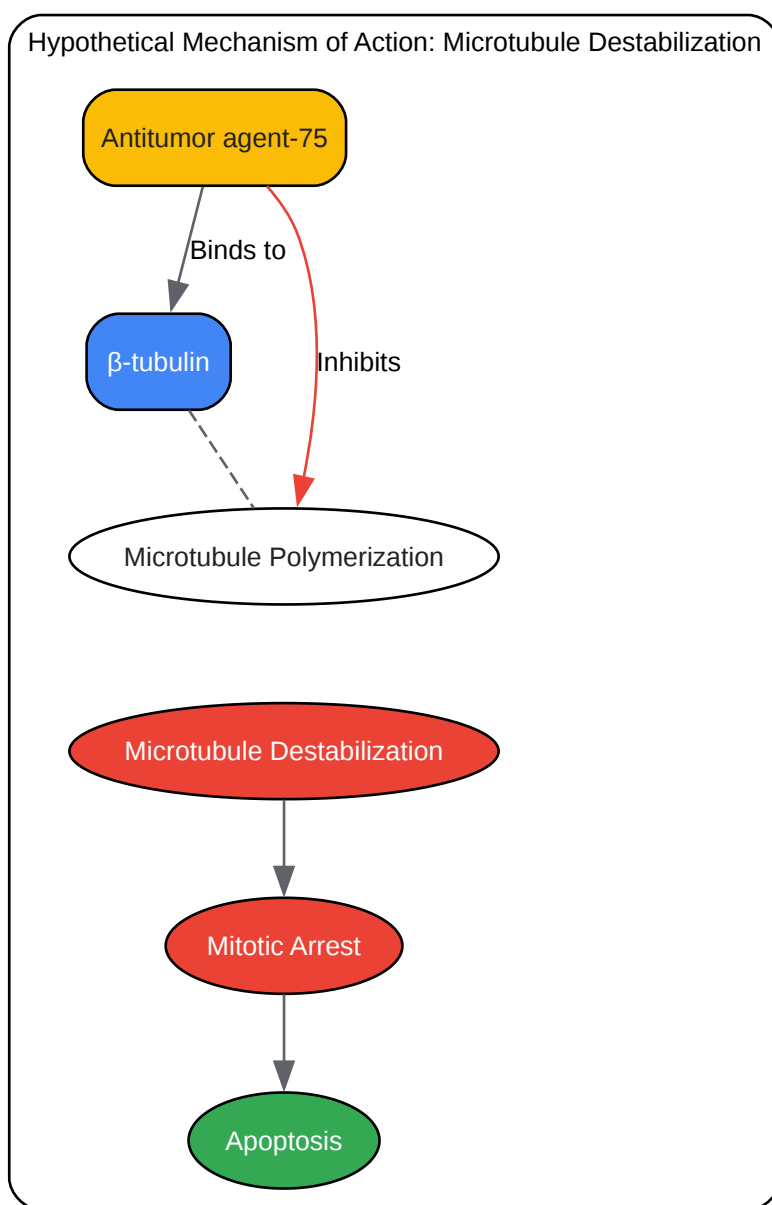 Hypothetical Mechanism of Action: Microtubule Destabilization
Antitumor agent-75
Binds to
β-tubulin
Inhibits
Microtubule Polymerization
Microtubule Destabilization
Mitotic Arrest
Apoptosis